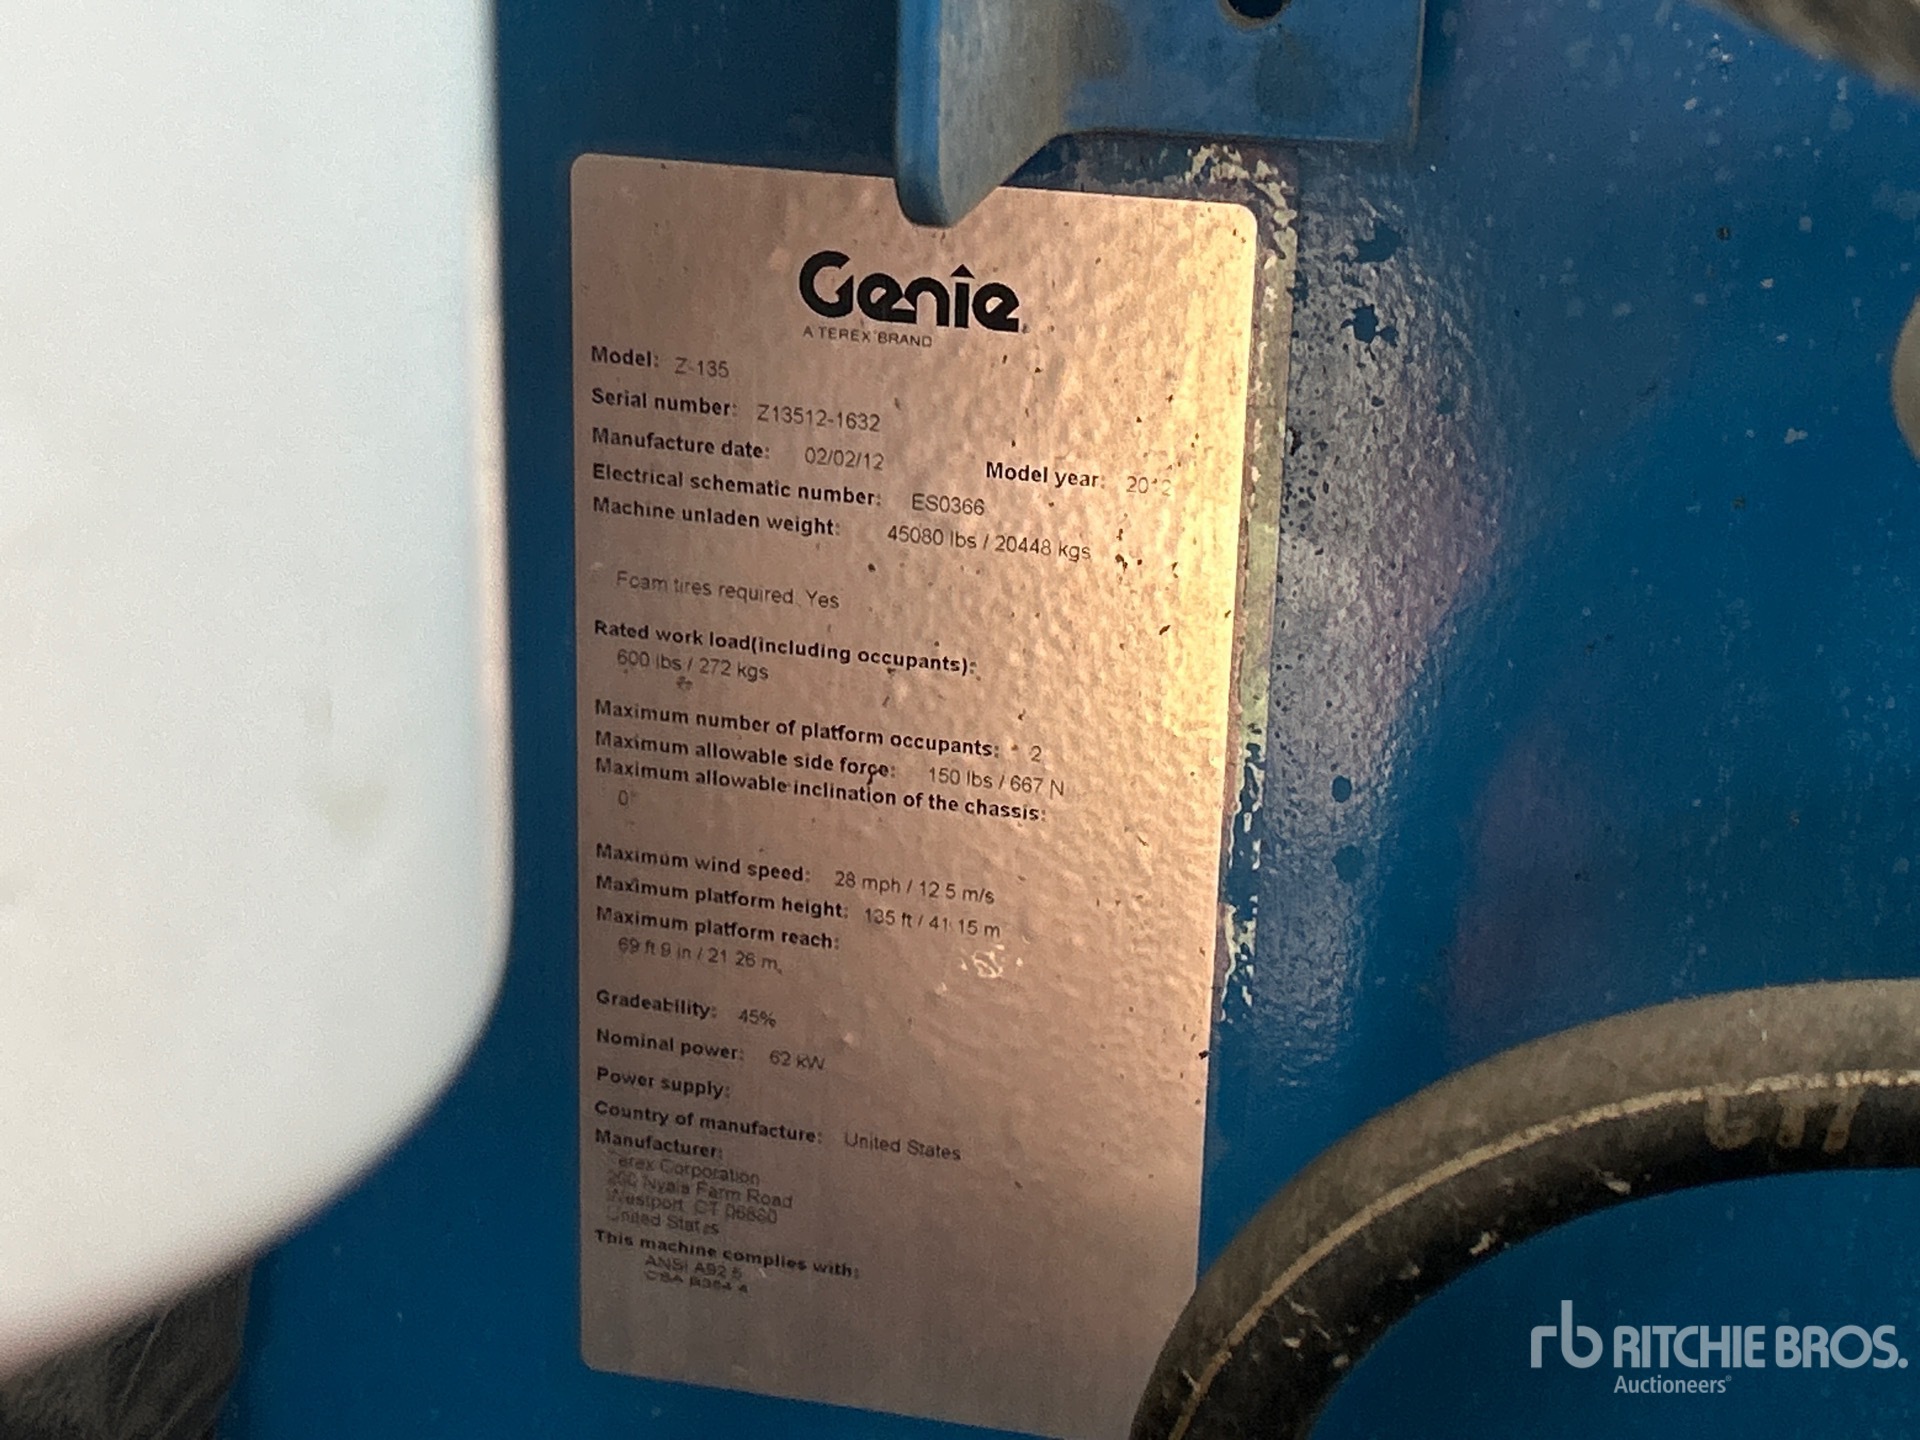 Genie
A TEREX BRAND
Model: Z-135
Serial number: Z13512-1632
Manufacture date: 02/02/12 Model year: 2012
Electrical schematic number: ES0366
Machine unladen weight: 45080 lbs / 20448 kgs
Foam tires required Yes
Rated work load(including occupants):
600 lbs / 272 kgs
Maximum number of platform occupants: 2
Maximum allowable side force: 150 lbs / 667 N
Maximum allowable inclination of the chassis:
0°
Maximum wind speed: 28 mph / 12.5 m/s
Maximum platform height: 135 ft / 41.15 m
Maximum platform reach:
69 ft 9 in / 21.26 m
Gradeability: 45%
Nominal power: 62 kW
Power supply:
Country of manufacture: United States
Manufacturer:
Terex Corporation
200 Nyala Farm Road
Westport, CT 06880
United States
This machine complies with:
ANSI A92.5
CSA B354.4
rb RITCHIE BROS.
Auctioneers